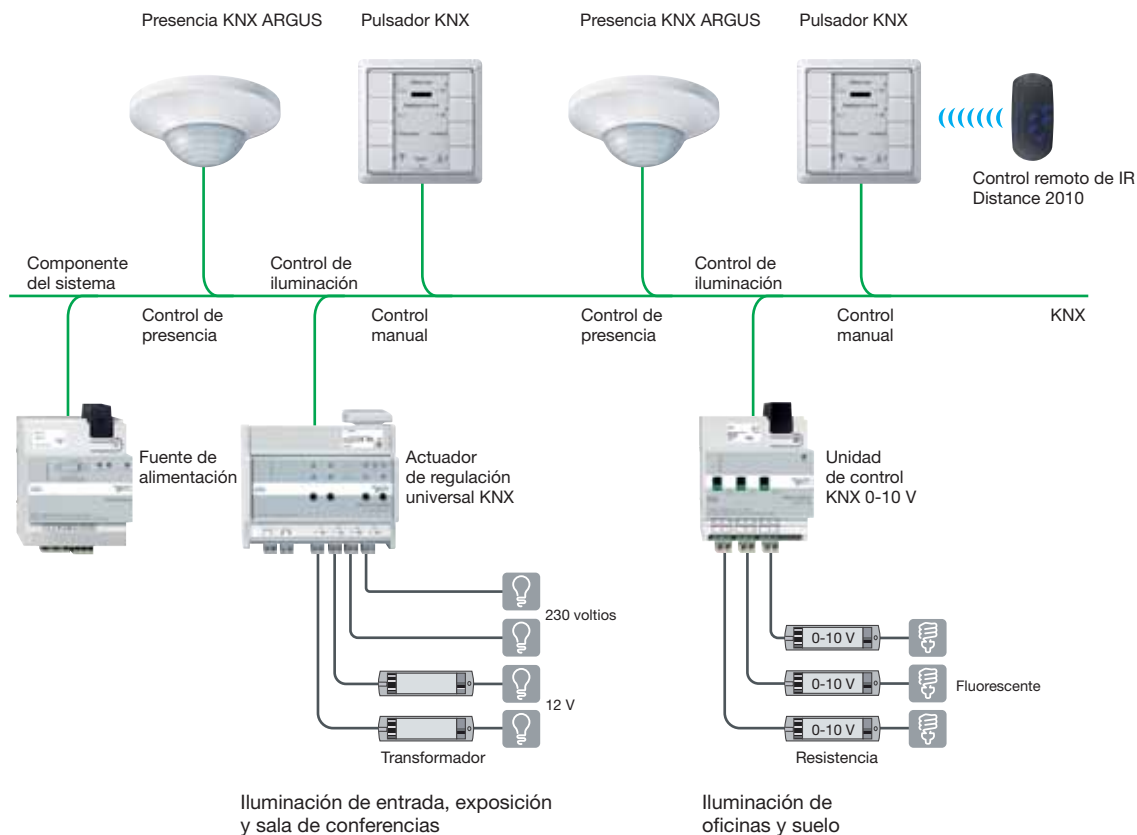 Presencia KNX ARGUS
Pulsador KNX
Presencia KNX ARGUS
Pulsador KNX
Control remoto de IR
Distance 2010
Componente
del sistema
Control de
iluminación
Control de
iluminación
Control de
presencia
Control
manual
Control de
presencia
Control
manual
KNX
Fuente de
alimentación
Actuador
de regulación
universal KNX
Unidad
de control
KNX 0-10 V
230 voltios
12 V
Transformador
0-10 V
0-10 V
0-10 V
Fluorescente
Resistencia
Iluminación de entrada, exposición
y sala de conferencias
Iluminación de
oficinas y suelo